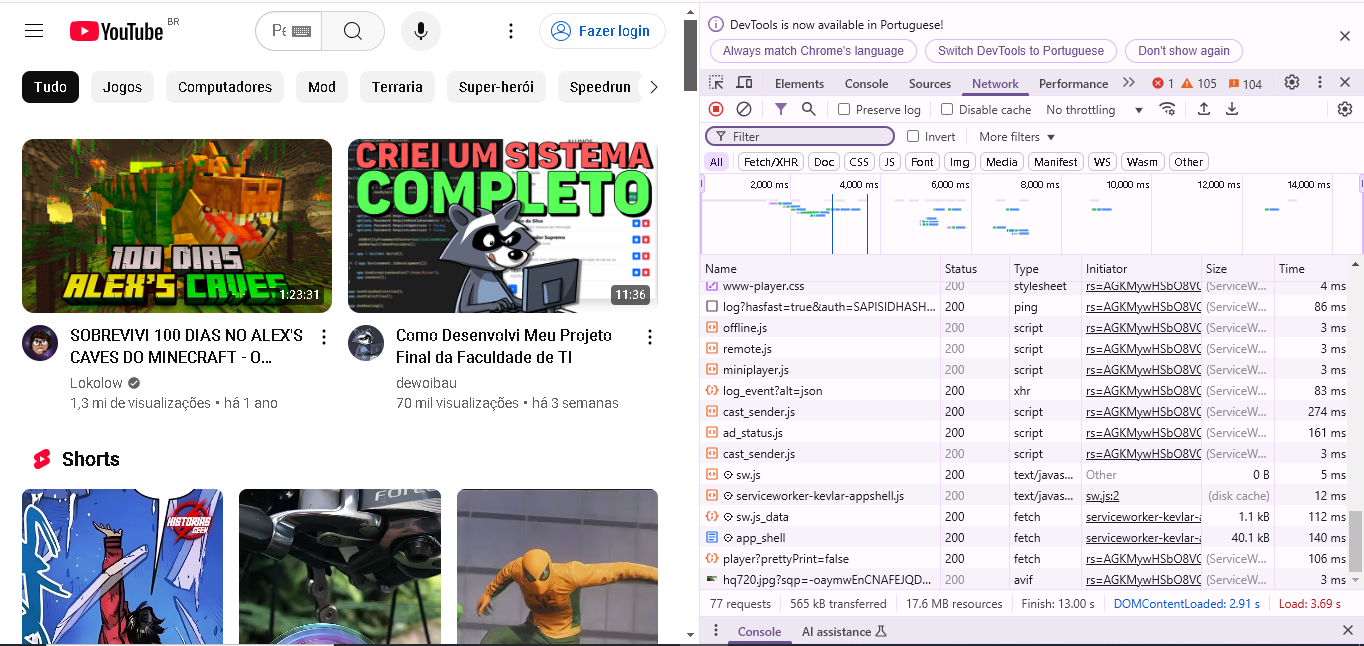 YouTube BR
Pe
Fazer login
Tudo
Jogos
Computadores
Mod
Terraria
Super-herói
Speedrun
CRIEI UM SISTEMA
COMPLETO
100 DIAS
ALEX'S CAVES
1:23:31
11:36
SOBREVIVI 100 DIAS NO ALEX'S
CAVES DO MINECRAFT - O...
Lokolow
1,3 mi de visualizações • há 1 ano
Como Desenvolvi Meu Projeto
Final da Faculdade de TI
dewoibau
70 mil visualizações • há 3 semanas
Shorts
HISTORIAS
GEEK
FORCE
DevTools is now available in Portuguese!
Always match Chrome's language
Switch DevTools to Portuguese
Don't show again
Elements Console Sources Network Performance 1 105 104
Preserve log Disable cache No throttling
Filter Invert More filters
All Fetch/XHR Doc CSS JS Font Img Media Manifest WS Wasm Other
2,000 ms 4,000 ms 6,000 ms 8,000 ms 10,000 ms 12,000 ms 14,000 ms
Name Status Type Initiator Size Time
www-player.css 200 stylesheet rs=AGKMywHSbO8VO (ServiceW... 4 ms
log?hasfast=true&auth=SAPISIDHASH... 200 ping rs=AGKMywHSbO8VO (ServiceW... 86 ms
offline.js 200 script rs=AGKMywHSbO8VO (ServiceW... 3 ms
remote.js 200 script rs=AGKMywHSbO8VO (ServiceW... 3 ms
miniplayer.js 200 script rs=AGKMywHSbO8VO (ServiceW... 3 ms
log_event?alt=json 200 xhr rs=AGKMywHSbO8VO (ServiceW... 83 ms
cast_sender.js 200 script rs=AGKMywHSbO8VO (ServiceW... 274 ms
ad_status.js 200 script rs=AGKMywHSbO8VO (ServiceW... 161 ms
cast_sender.js 200 script rs=AGKMywHSbO8VO (ServiceW... 3 ms
sw.js 200 text/javas... Other 0 B 5 ms
serviceworker-kevlar-appshell.js 200 text/javas... sw.js:2 (disk cache) 12 ms
sw.js_data 200 fetch serviceworker-kevlar-a 1.1 kB 112 ms
app_shell 200 fetch serviceworker-kevlar-a 40.1 kB 140 ms
player?prettyPrint=false 200 fetch rs=AGKMywHSbO8VO (ServiceW... 106 ms
hq720.jpg?sqp=-oaymwEnCNAFEJQD... 200 avif rs=AGKMywHSbO8VO (ServiceW... 3 ms
77 requests 565 kB transferred 17.6 MB resources Finish: 13.00 s DOMContentLoaded: 2.91 s Load: 3.69 s
Console AI assistance